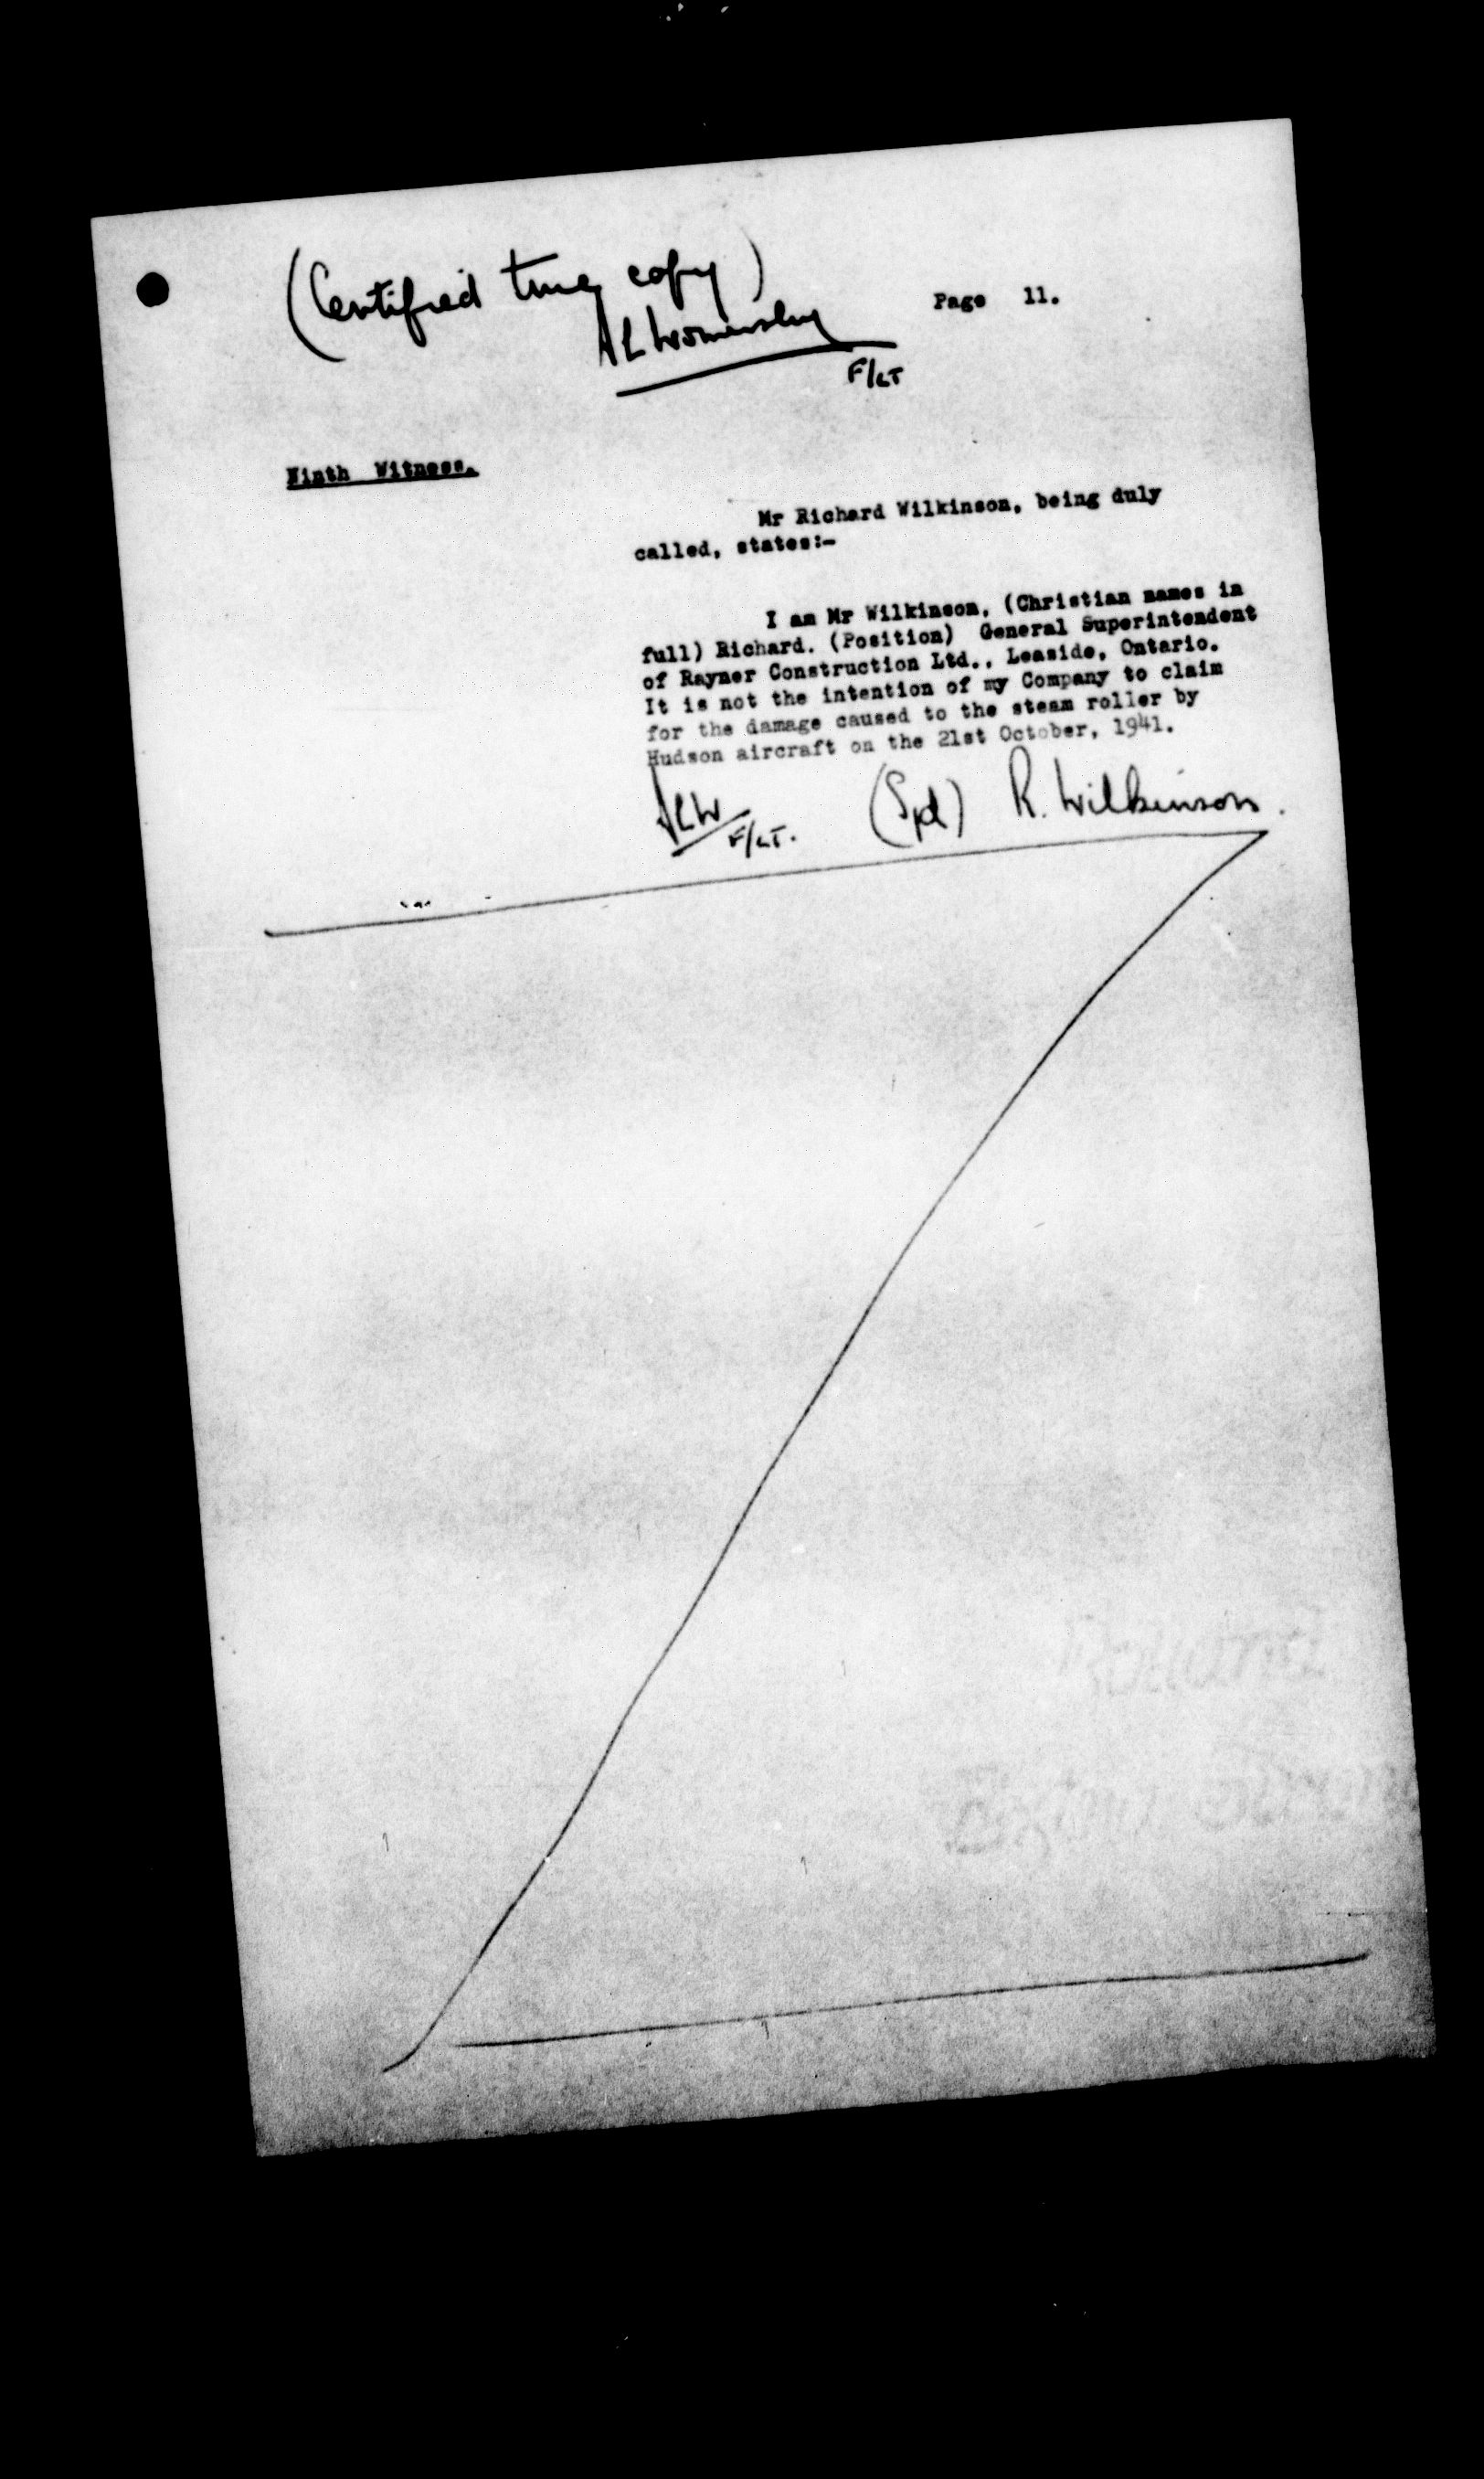 (Certified true copy)
Page 11.
F/LT
Ninth Witness.
Mr Richard Wilkinson, being duly
called, states:-
I am Mr Wilkinson, (Christian names in
full) Richard. (Position) General Superintendent
of Rayner Construction Ltd., Leaside, Ontario.
It is not the intention of my Company to claim
for the damage caused to the steam roller by
Hudson aircraft on the 21st October, 1941.
ALW F/LT. (Sgd) R. Wilkinson.